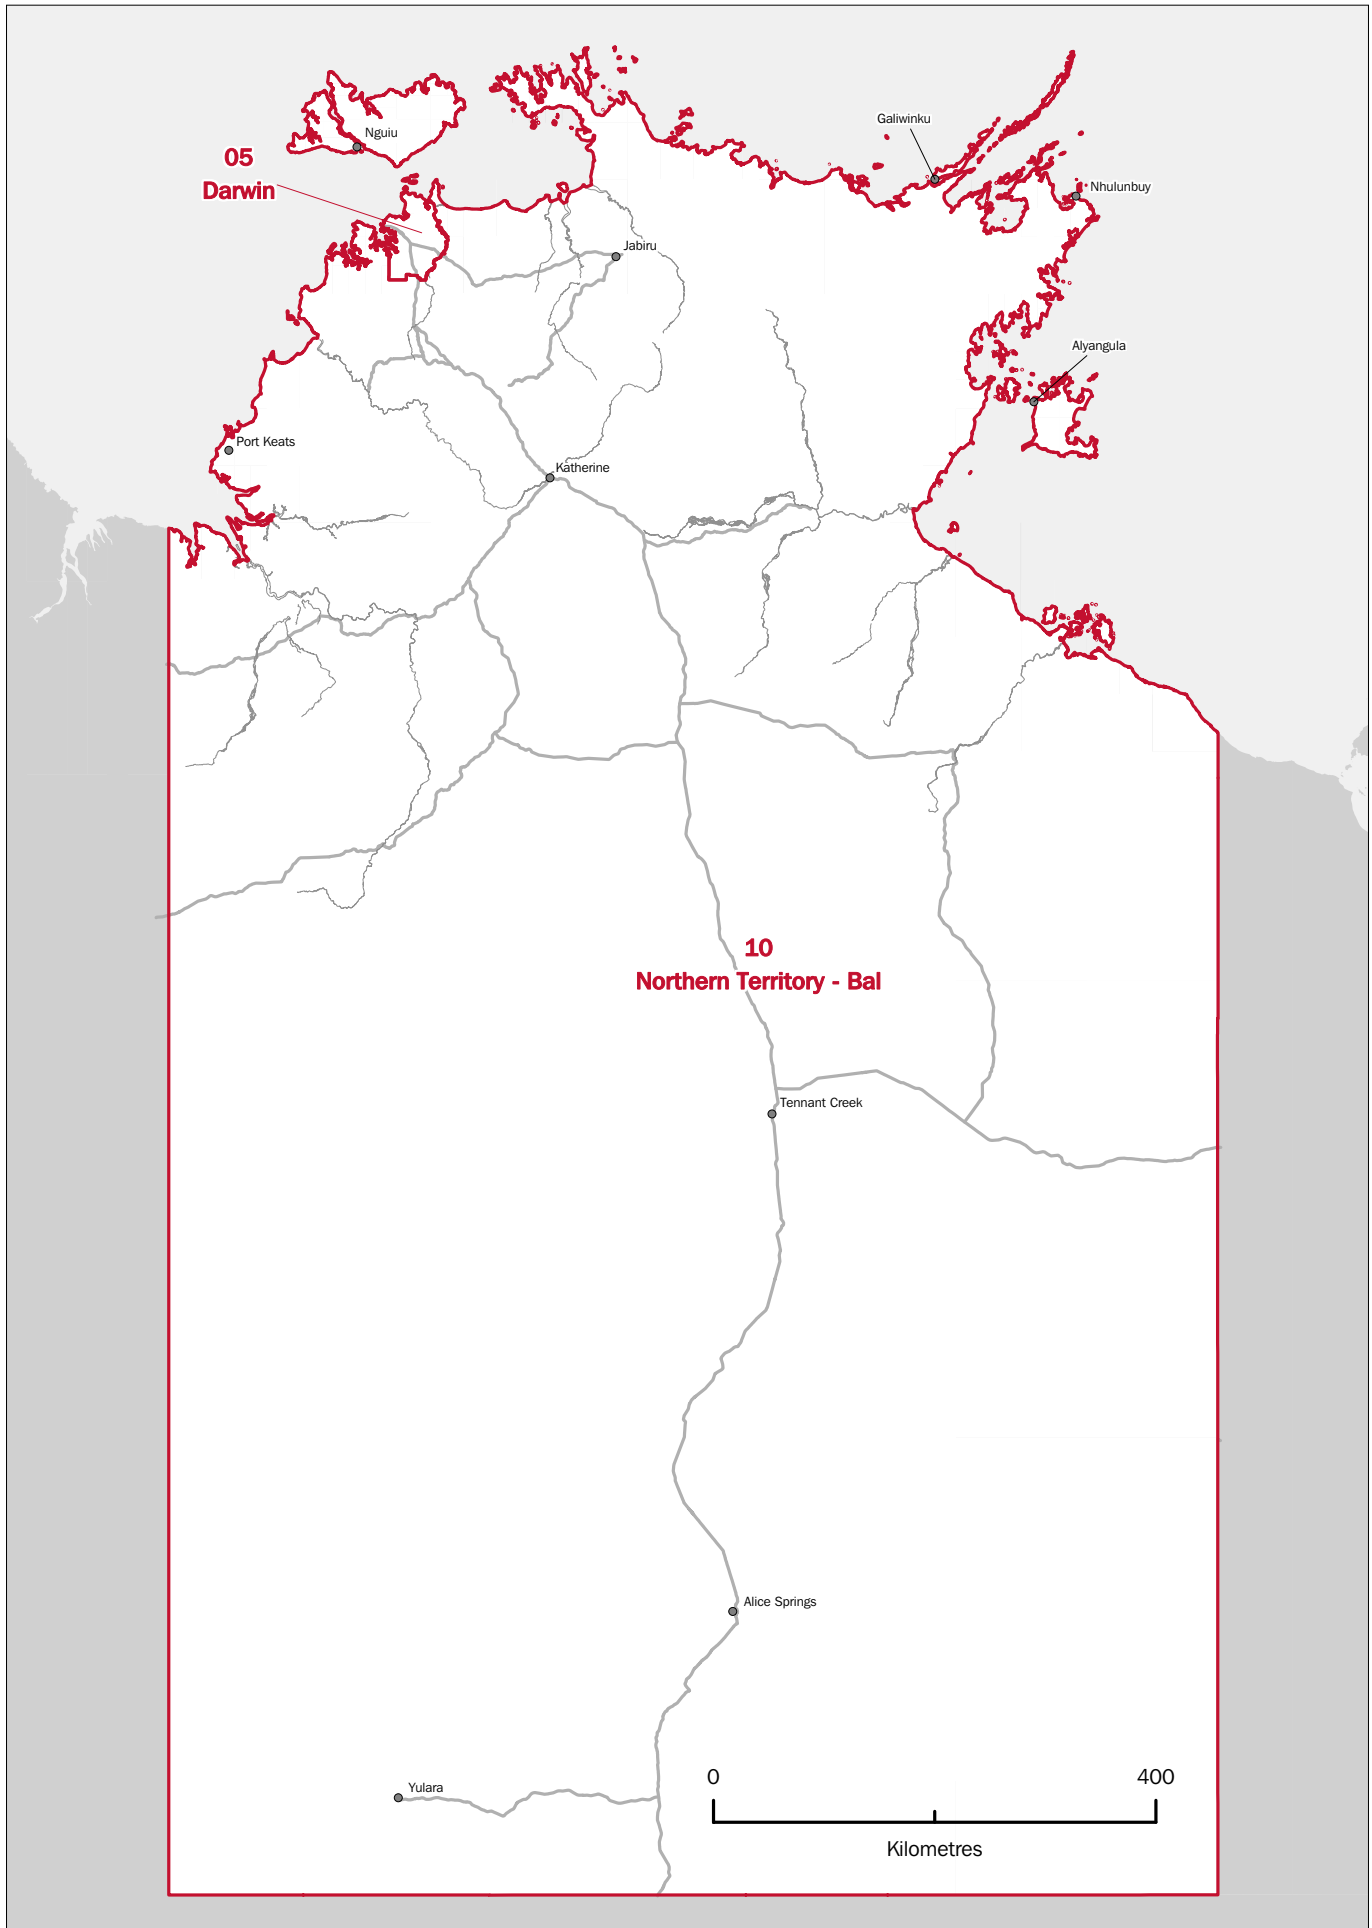 Galiwinku
Nguiu
05
Darwin
Nhulunbuy
Jabiru
Alyangula
Port Keats
Katherine
10
Northern Territory - Bal
Tennant Creek
Alice Springs
0
400
Yulara
Kilometres